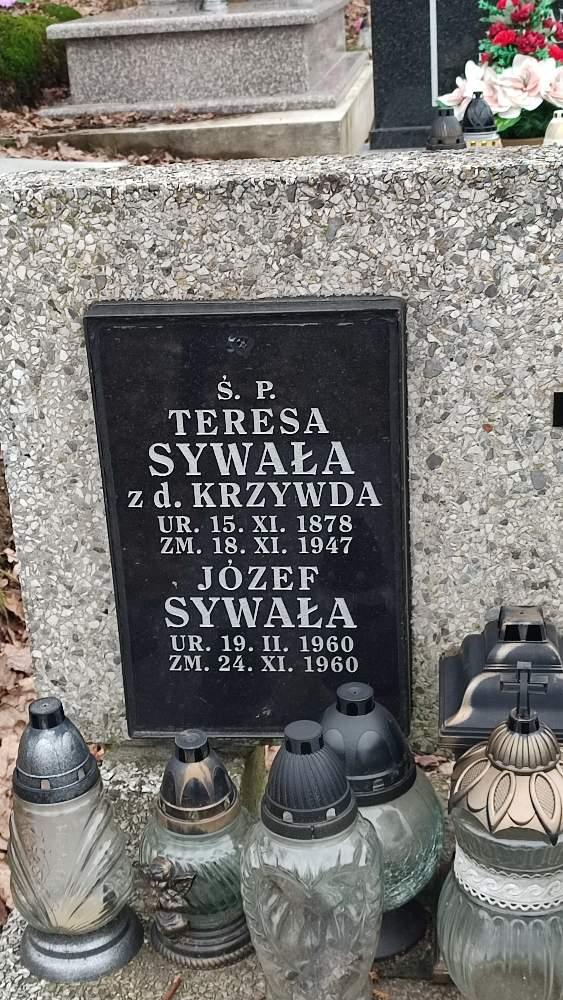 Ś. P.
TERESA
SYWAŁA
z d. KRZYWDA
UR. 15. XI. 1878
ZM. 18. XI. 1947
JÓZEF
SYWAŁA
UR. 19. II. 1960
ZM. 24. XI. 1960